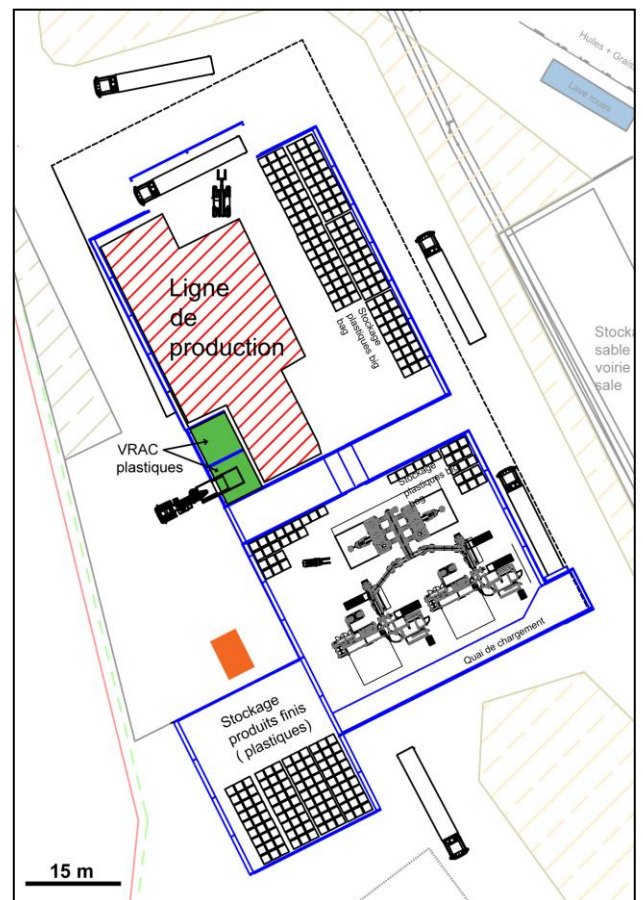 Huiles + Grais
Lave roues
Ligne
de
production
Stockage
plastiques big
bag
Stocka
sable
voirie
sale
VRAC
plastiques
Stockage
plastiques big
bag
Quai de chargement
Stockage
produits finis
( plastiques)
15 m